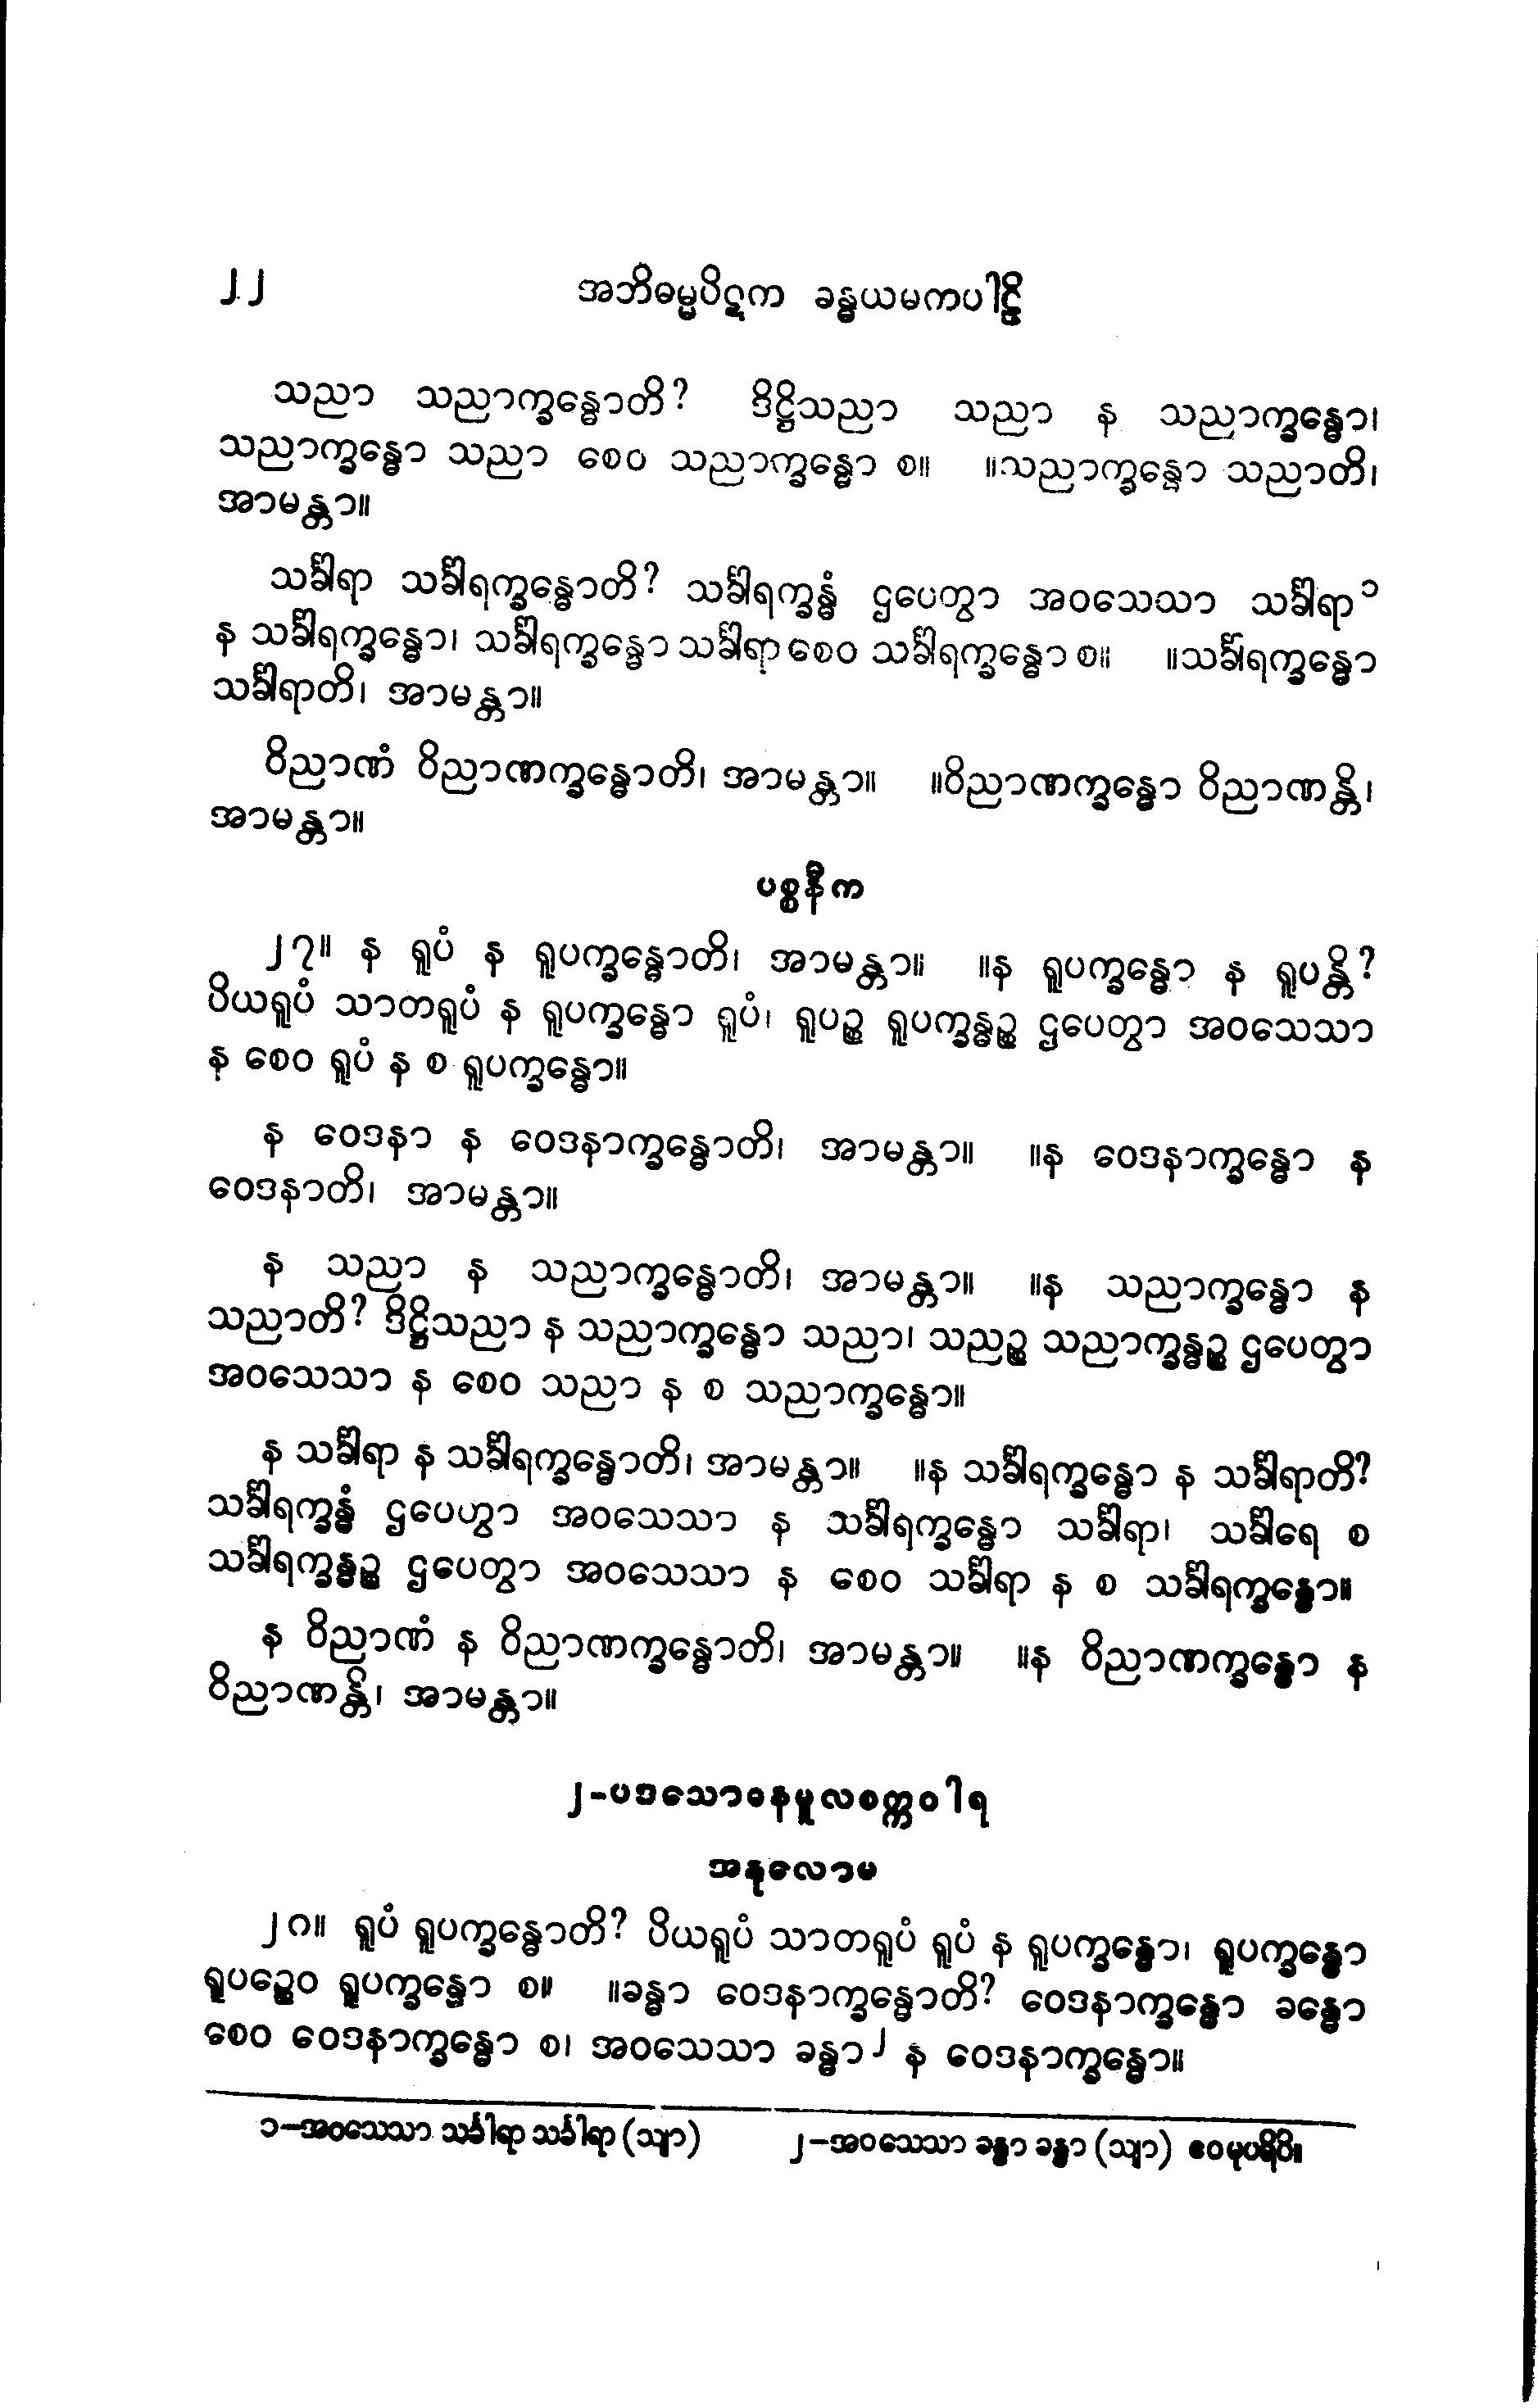 ၂၂ အဘိဓမ္မပိဋက ခန္ဓယမကပါဠိ
သညာ သညာက္ခန္ဓောတိ? ဒိဋ္ဌိသညာ သညာ န သညာက္ခန္ဓော၊
သညာက္ခန္ဓော သညာ စေဝ သညာက္ခန္ဓော စ။ ။သညာက္ခန္ဓော သညာတိ၊
အာမန္တာ။
သင်္ခါရာ သင်္ခါရက္ခန္ဓောတိ? သင်္ခါရက္ခန္ဓံ ဌပေတွာ အဝသေသာ သင်္ခါရာ ၁
န သင်္ခါရက္ခန္ဓော၊ သင်္ခါရက္ခန္ဓော သင်္ခါရာ စေဝ သင်္ခါရက္ခန္ဓော စ။ ။သင်္ခါရက္ခန္ဓော
သင်္ခါရာတိ၊ အာမန္တာ။
ဝိညာဏံ ဝိညာဏက္ခန္ဓောတိ၊ အာမန္တာ။ ။ဝိညာဏက္ခန္ဓော ဝိညာဏန္တိ၊
အာမန္တာ။
ပစ္စနီက
၂၇။ န ရူပံ န ရူပက္ခန္ဓောတိ၊ အာမန္တာ။ ။န ရူပက္ခန္ဓော န ရူပန္တိ?
ပိယရူပံ သာတရူပံ န ရူပက္ခန္ဓော ရူပံ၊ ရူပဉ္စ ရူပက္ခန္ဓဉ္စ ဌပေတွာ အဝသေသာ
န စေဝ ရူပံ န စ ရူပက္ခန္ဓော။
န ဝေဒနာ န ဝေဒနာက္ခန္ဓောတိ၊ အာမန္တာ။ ။န ဝေဒနာက္ခန္ဓော န
ဝေဒနာတိ၊ အာမန္တာ။
န သညာ န သညာက္ခန္ဓောတိ၊ အာမန္တာ။ ။န သညာက္ခန္ဓော န
သညာတိ? ဒိဋ္ဌိသညာ န သညာက္ခန္ဓော သညာ၊ သညဉ္စ သညာက္ခန္ဓဉ္စ ဌပေတွာ
အဝသေသာ န စေဝ သညာ န စ သညာက္ခန္ဓော။
န သင်္ခါရာ န သင်္ခါရက္ခန္ဓောတိ၊ အာမန္တာ။ ။န သင်္ခါရက္ခန္ဓော န သင်္ခါရာတိ?
သင်္ခါရက္ခန္ဓံ ဌပေတွာ အဝသေသာ န သင်္ခါရက္ခန္ဓော သင်္ခါရာ၊ သင်္ခါရေ စ
သင်္ခါရက္ခန္ဓဉ္စ ဌပေတွာ အဝသေသာ န စေဝ သင်္ခါရာ န စ သင်္ခါရက္ခန္ဓော။
န ဝိညာဏံ န ဝိညာဏက္ခန္ဓောတိ၊ အာမန္တာ။ ။န ဝိညာဏက္ခန္ဓော န
ဝိညာဏန္တိ၊ အာမန္တာ။
၂-ပဒသောဓနမူလစက္ကဝါရ
အနုလောမ
၂၈။ ရူပံ ရူပက္ခန္ဓောတိ? ပိယရူပံ သာတရူပံ ရူပံ န ရူပက္ခန္ဓော၊ ရူပက္ခန္ဓော
ရူပဉ္စေဝ ရူပက္ခန္ဓော စ။ ။ခန္ဓာ ဝေဒနာက္ခန္ဓောတိ? ဝေဒနာက္ခန္ဓော ခန္ဓော
စေဝ ဝေဒနာက္ခန္ဓော စ၊ အဝသေသာ ခန္ဓာ ၂ န ဝေဒနာက္ခန္ဓော။
၁-အဝသေသာ သင်္ခါရာ သင်္ခါရာ (သျာ) ၂-အဝသေသာ ခန္ဓာ ခန္ဓာ (သျာ) ဧဝမုပရိပိ။